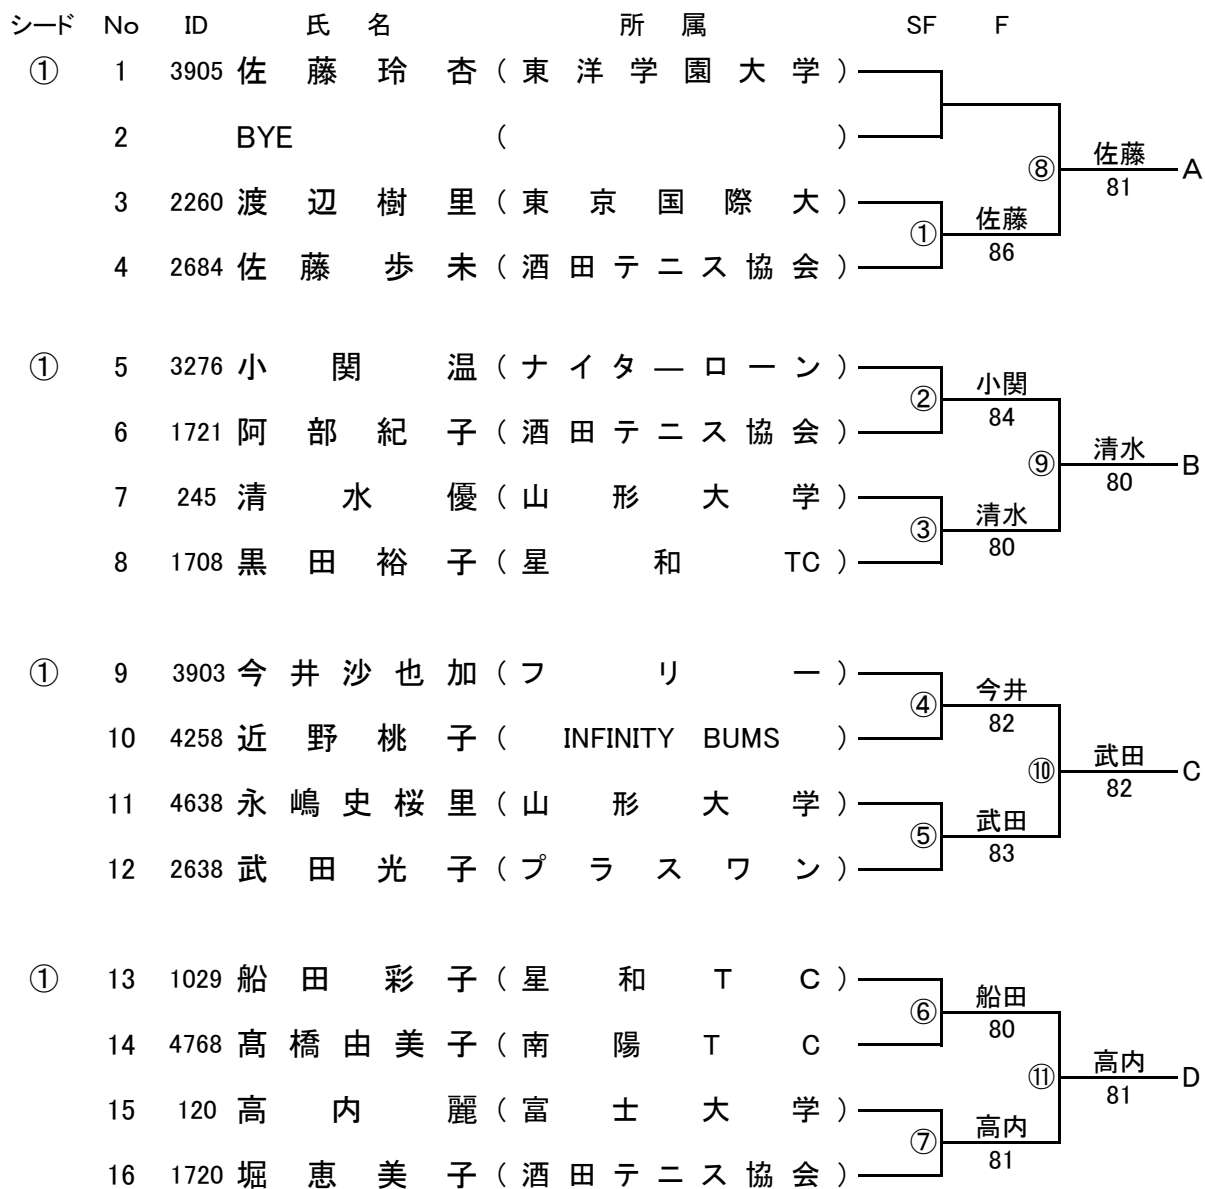 シード No ID 氏 名 所 属 SF F
① 1 3905 佐藤玲杏 (東洋学園大学)
2 BYE ( )
⑧ 佐藤 A
81
3 2260 渡辺樹里 (東京国際大)
① 佐藤
86
4 2684 佐藤歩未 (酒田テニス協会)
① 5 3276 小関温 (ナイタ―ローン)
② 小関
84
6 1721 阿部紀子 (酒田テニス協会)
⑨ 清水 B
80
7 245 清水優 (山形大学)
③ 清水
80
8 1708 黒田裕子 (星和TC)
① 9 3903 今井沙也加 (フリー)
④ 今井
82
10 4258 近野桃子 (INFINITY BUMS)
⑩ 武田 C
82
11 4638 永嶋史桜里 (山形大学)
⑤ 武田
83
12 2638 武田光子 (プラスワン)
① 13 1029 船田彩子 (星和TC)
⑥ 船田
80
14 4768 髙橋由美子 (南陽TC
⑪ 高内 D
81
15 120 高内麗 (富士大学)
⑦ 高内
81
16 1720 堀恵美子 (酒田テニス協会)